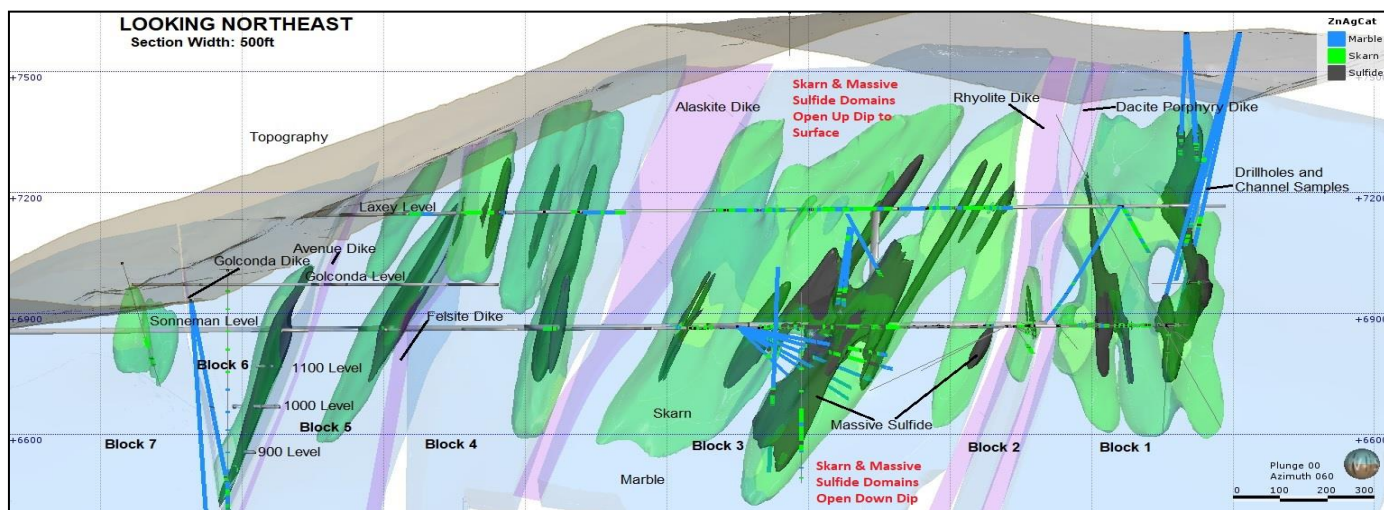 LOOKING NORTHEAST
Section Width: 500ft
ZnAgCat
Marble
Skarn
Sulfide
+7500
Skarn & Massive
Sulfide Domains
Open Up Dip to
Surface
Alaskite Dike
Rhyolite Dike
Dacite Porphyry Dike
Topography
Drillholes and
Channel Samples
+7200
+7200
Laxey Level
Avenue Dike
Golconda Dike
Golconda Level
+6900
+6900
Sonneman Level
Felsite Dike
Block 6
1100 Level
1000 Level
Block 5
Skarn
Massive Sulfide
+6600
+6600
Block 7
900 Level
Block 4
Block 3
Block 2
Block 1
Marble
Skarn & Massive
Sulfide Domains
Open Down Dip
Plunge 00
Azimuth 060
0 100 200 300